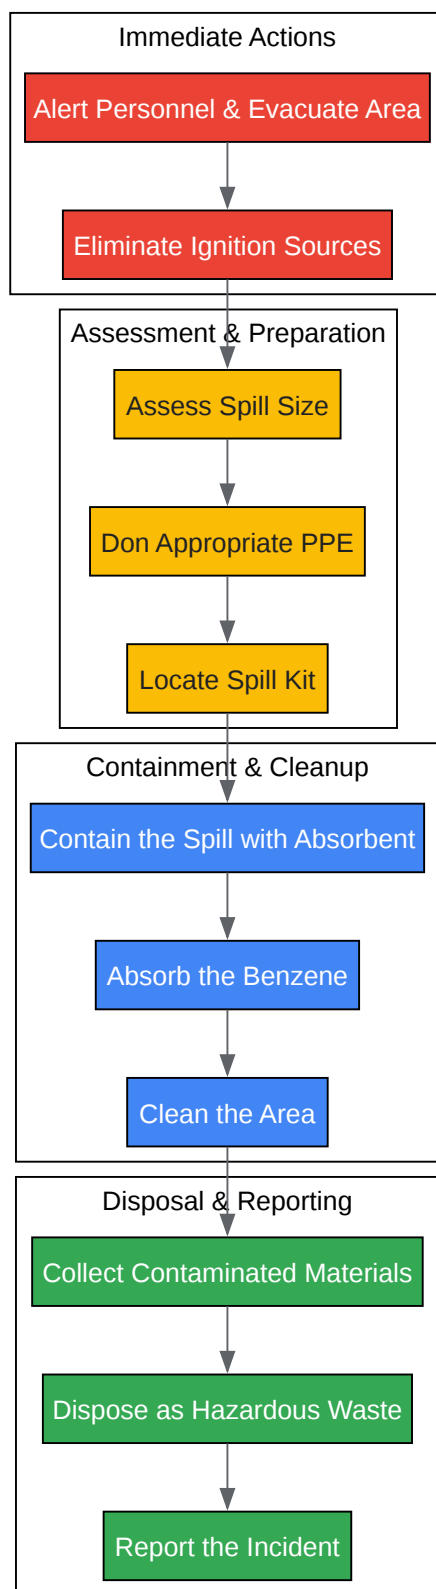 Immediate Actions
Alert Personnel & Evacuate Area
Eliminate Ignition Sources
Assessment & Preparation
Assess Spill Size
Don Appropriate PPE
Locate Spill Kit
Containment & Cleanup
Contain the Spill with Absorbent
Absorb the Benzene
Clean the Area
Disposal & Reporting
Collect Contaminated Materials
Dispose as Hazardous Waste
Report the Incident